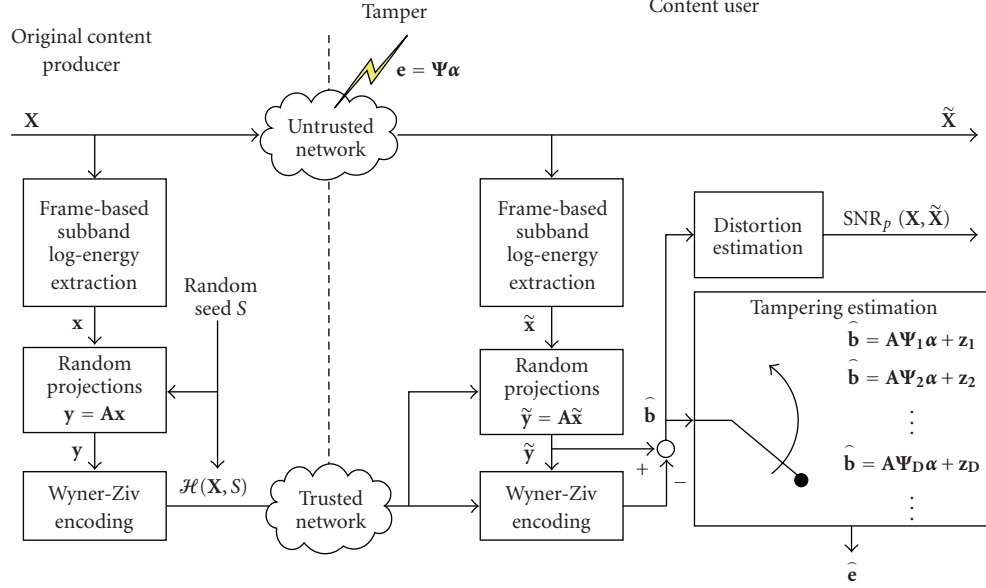 Content user
Tamper
Original content
producer
e = Ψα
X
Untrusted
network
X̃̃
Frame-based
subband
log-energy
extraction
Random
seed S
x
Random
projections
y = Ax
y
Wyner-Ziv
encoding
ℋ(X, S)
Trusted
network
Frame-based
subband
log-energy
extraction
x̃
Random
projections
ỹ = Ax̃
ỹ
Wyner-Ziv
encoding
b̂
+
−
Distortion
estimation
SNRₚ (X, X̃)
Tampering estimation
b̂ = AΨ₁α + z₁
b̂ = AΨ₂α + z₂
⋮
b̂ = AΨ_Dα + z_D
⋮
ê